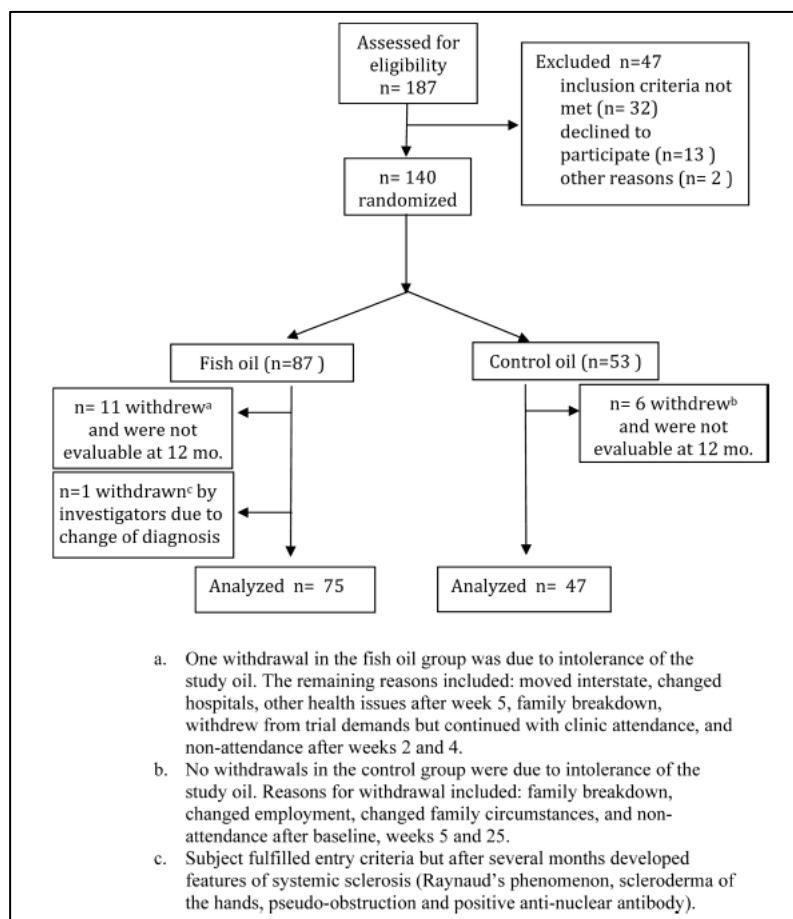 Assessed for
eligibility
n= 187
Excluded n=47
inclusion criteria not
met (n= 32)
declined to
participate (n=13 )
other reasons (n= 2 )
n= 140
randomized
Fish oil (n=87 )
Control oil (n=53 )
n= 11 withdrewᵃ
and were not
evaluable at 12 mo.
n= 6 withdrewᵇ
and were not
evaluable at 12 mo.
n=1 withdrawnᶜ by
investigators due to
change of diagnosis
Analyzed n= 75
Analyzed n= 47
a. One withdrawal in the fish oil group was due to intolerance of the
study oil. The remaining reasons included: moved interstate, changed
hospitals, other health issues after week 5, family breakdown,
withdrew from trial demands but continued with clinic attendance, and
non-attendance after weeks 2 and 4.
b. No withdrawals in the control group were due to intolerance of the
study oil. Reasons for withdrawal included: family breakdown,
changed employment, changed family circumstances, and non-
attendance after baseline, weeks 5 and 25.
c. Subject fulfilled entry criteria but after several months developed
features of systemic sclerosis (Raynaud’s phenomenon, scleroderma of
the hands, pseudo-obstruction and positive anti-nuclear antibody).